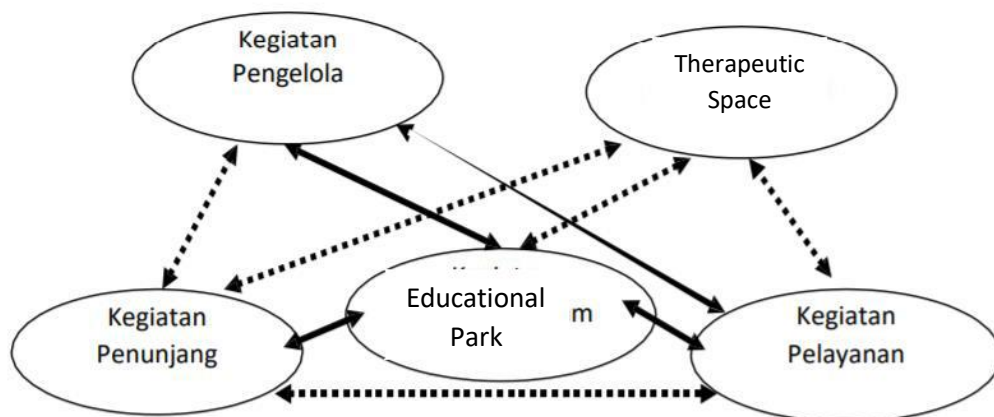 Kegiatan
Pengelola
Therapeutic
Space
Educational
m
Park
Kegiatan
Penunjang
Kegiatan
Pelayanan